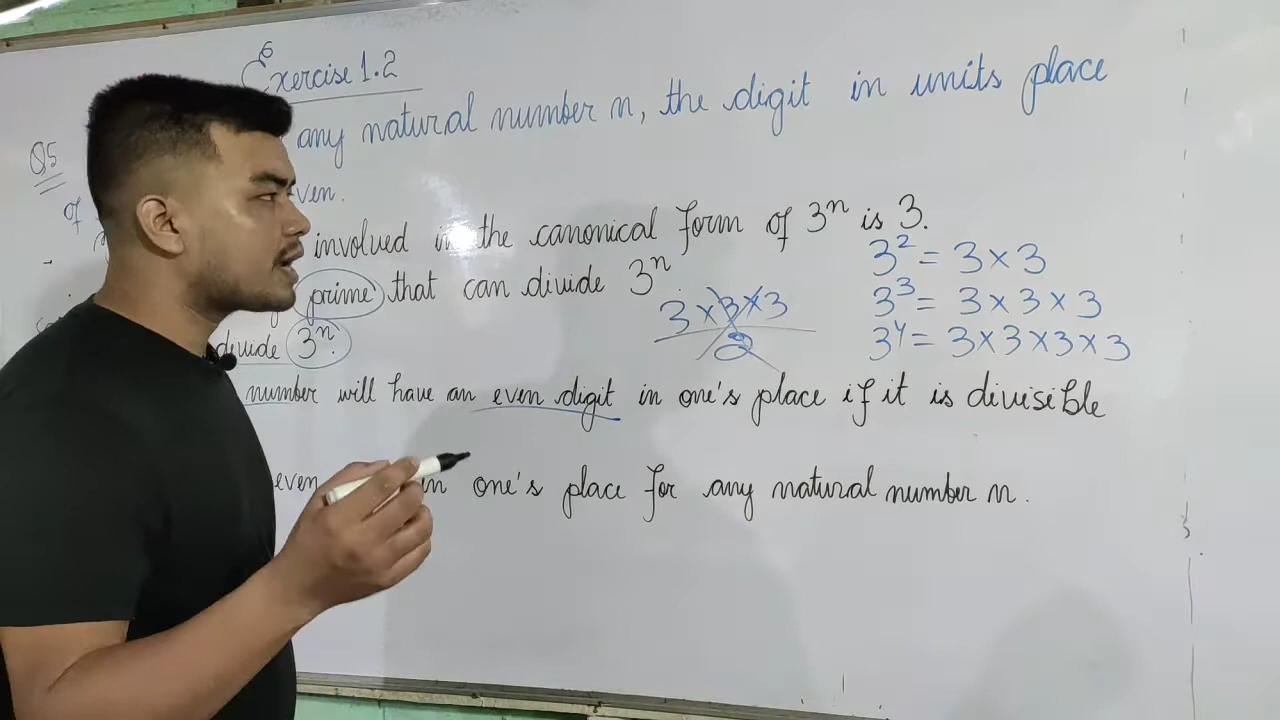 Exercise 1.2
Q5
any natural number n, the digit in units place
of
involved in the canonical form of 3ⁿ is 3.
3² = 3 × 3
prime that can divide 3ⁿ.
3 × 3 × 3
2
3³ = 3 × 3 × 3
3⁴ = 3 × 3 × 3 × 3
divide 3ⁿ.
number will have an even digit in one's place if it is divisible
even in one's place for any natural number n.